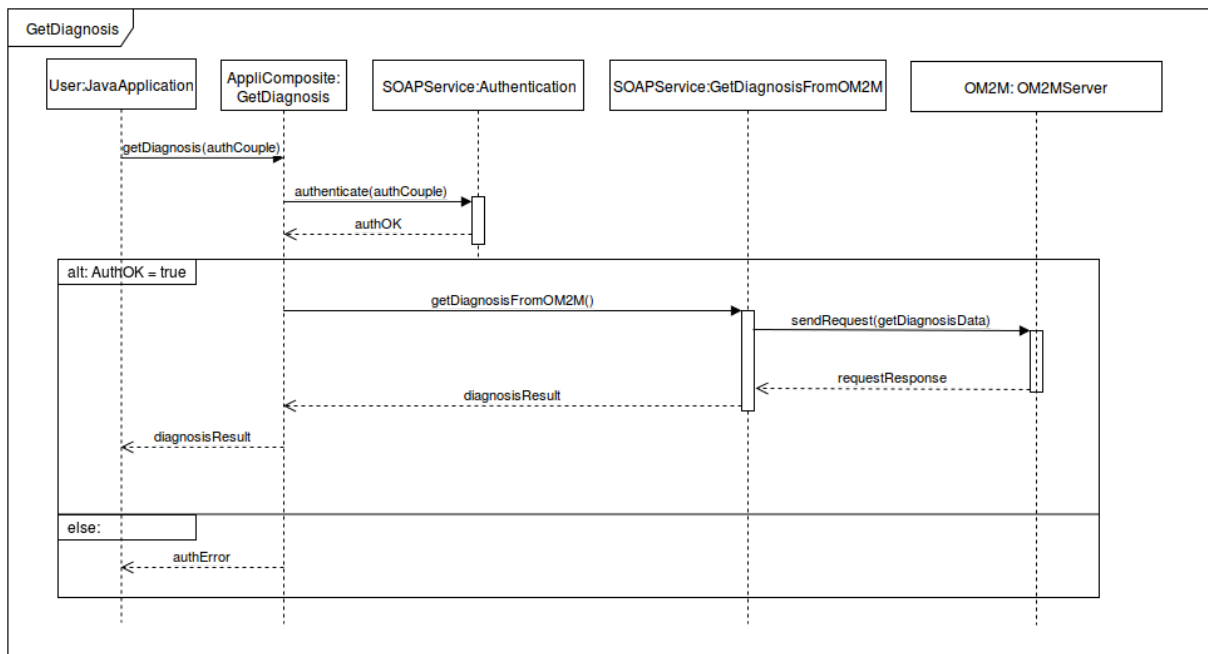 GetDiagnosis
User:JavaApplication
AppliComposite:
GetDiagnosis
SOAPService:Authentication
SOAPService:GetDiagnosisFromOM2M
OM2M: OM2MServer
getDiagnosis(authCouple)
authenticate(authCouple)
authOK
alt: AuthOK = true
getDiagnosisFromOM2M()
sendRequest(getDiagnosisData)
requestResponse
diagnosisResult
diagnosisResult
else:
authError